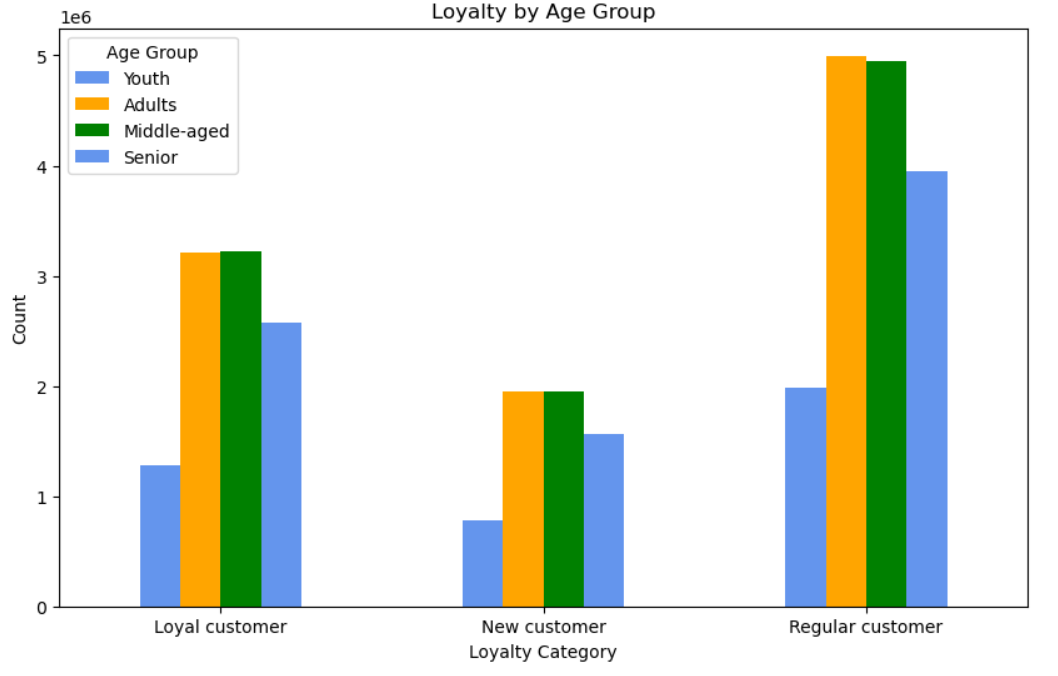 Loyalty by Age Group
1e6
Age Group
Youth
Adults
Middle-aged
Senior
5
4
3
2
1
0
Count
Loyal customer
New customer
Regular customer
Loyalty Category